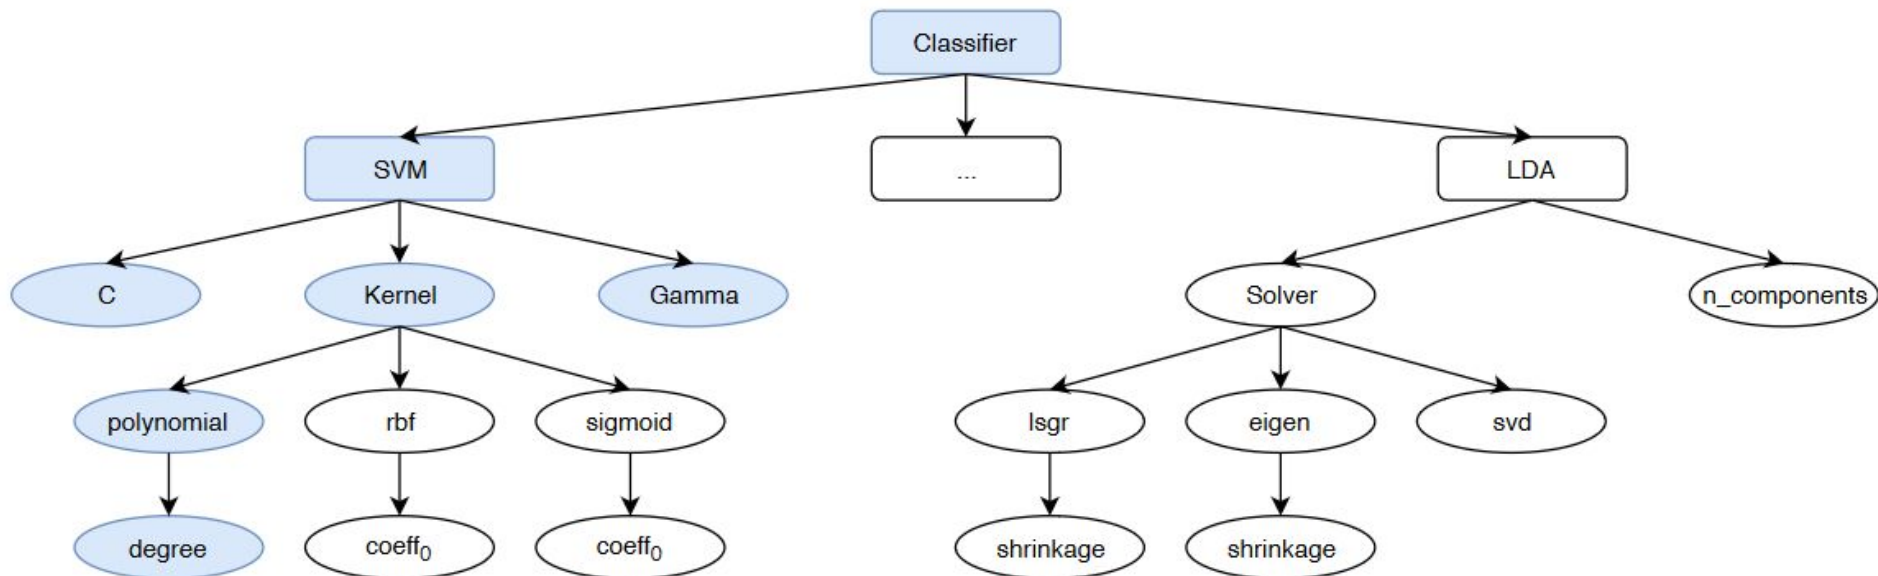 Classifier
SVM
...
LDA
C
Kernel
Gamma
Solver
n_components
polynomial
rbf
sigmoid
lsgr
eigen
svd
degree
coeff₀
coeff₀
shrinkage
shrinkage